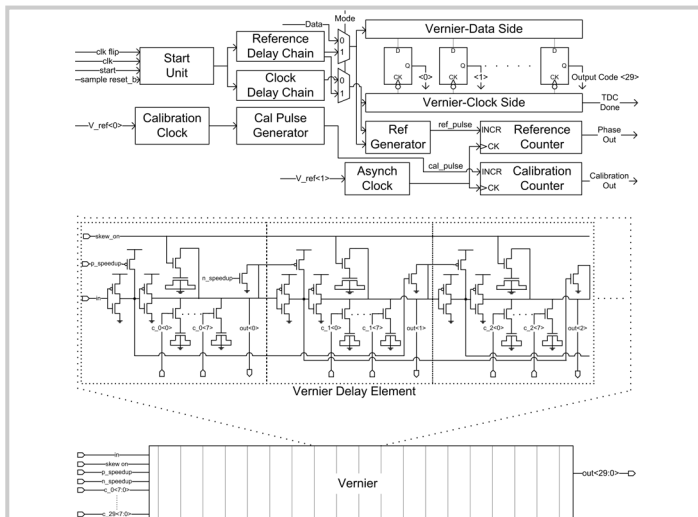 Mode
Data
clk flip
clk
start
sample reset_b
Start
Unit
Reference
Delay Chain
Clock
Delay Chain
0
1
0
1
Vernier-Data Side
D
Q
CK
<0>
D
Q
CK
<1>
D
Q
CK
Output Code <29>
Vernier-Clock Side
TDC
Done
V_ref<0>
Calibration
Clock
Cal Pulse
Generator
Ref
Generator
ref_pulse
INCR
CK
Reference
Counter
Phase
Out
cal_pulse
V_ref<1>
Asynch
Clock
INCR
CK
Calibration
Counter
Calibration
Out
skew_on
p_speedup
n_speedup
in
c_0<0>
c_0<7>
out<0>
c_1<0>
c_1<7>
out<1>
c_2<0>
c_2<7>
out<2>
Vernier Delay Element
in
skew on
p_speedup
n_speedup
c_0<7:0>
c_29<7:0>
Vernier
out<29:0>